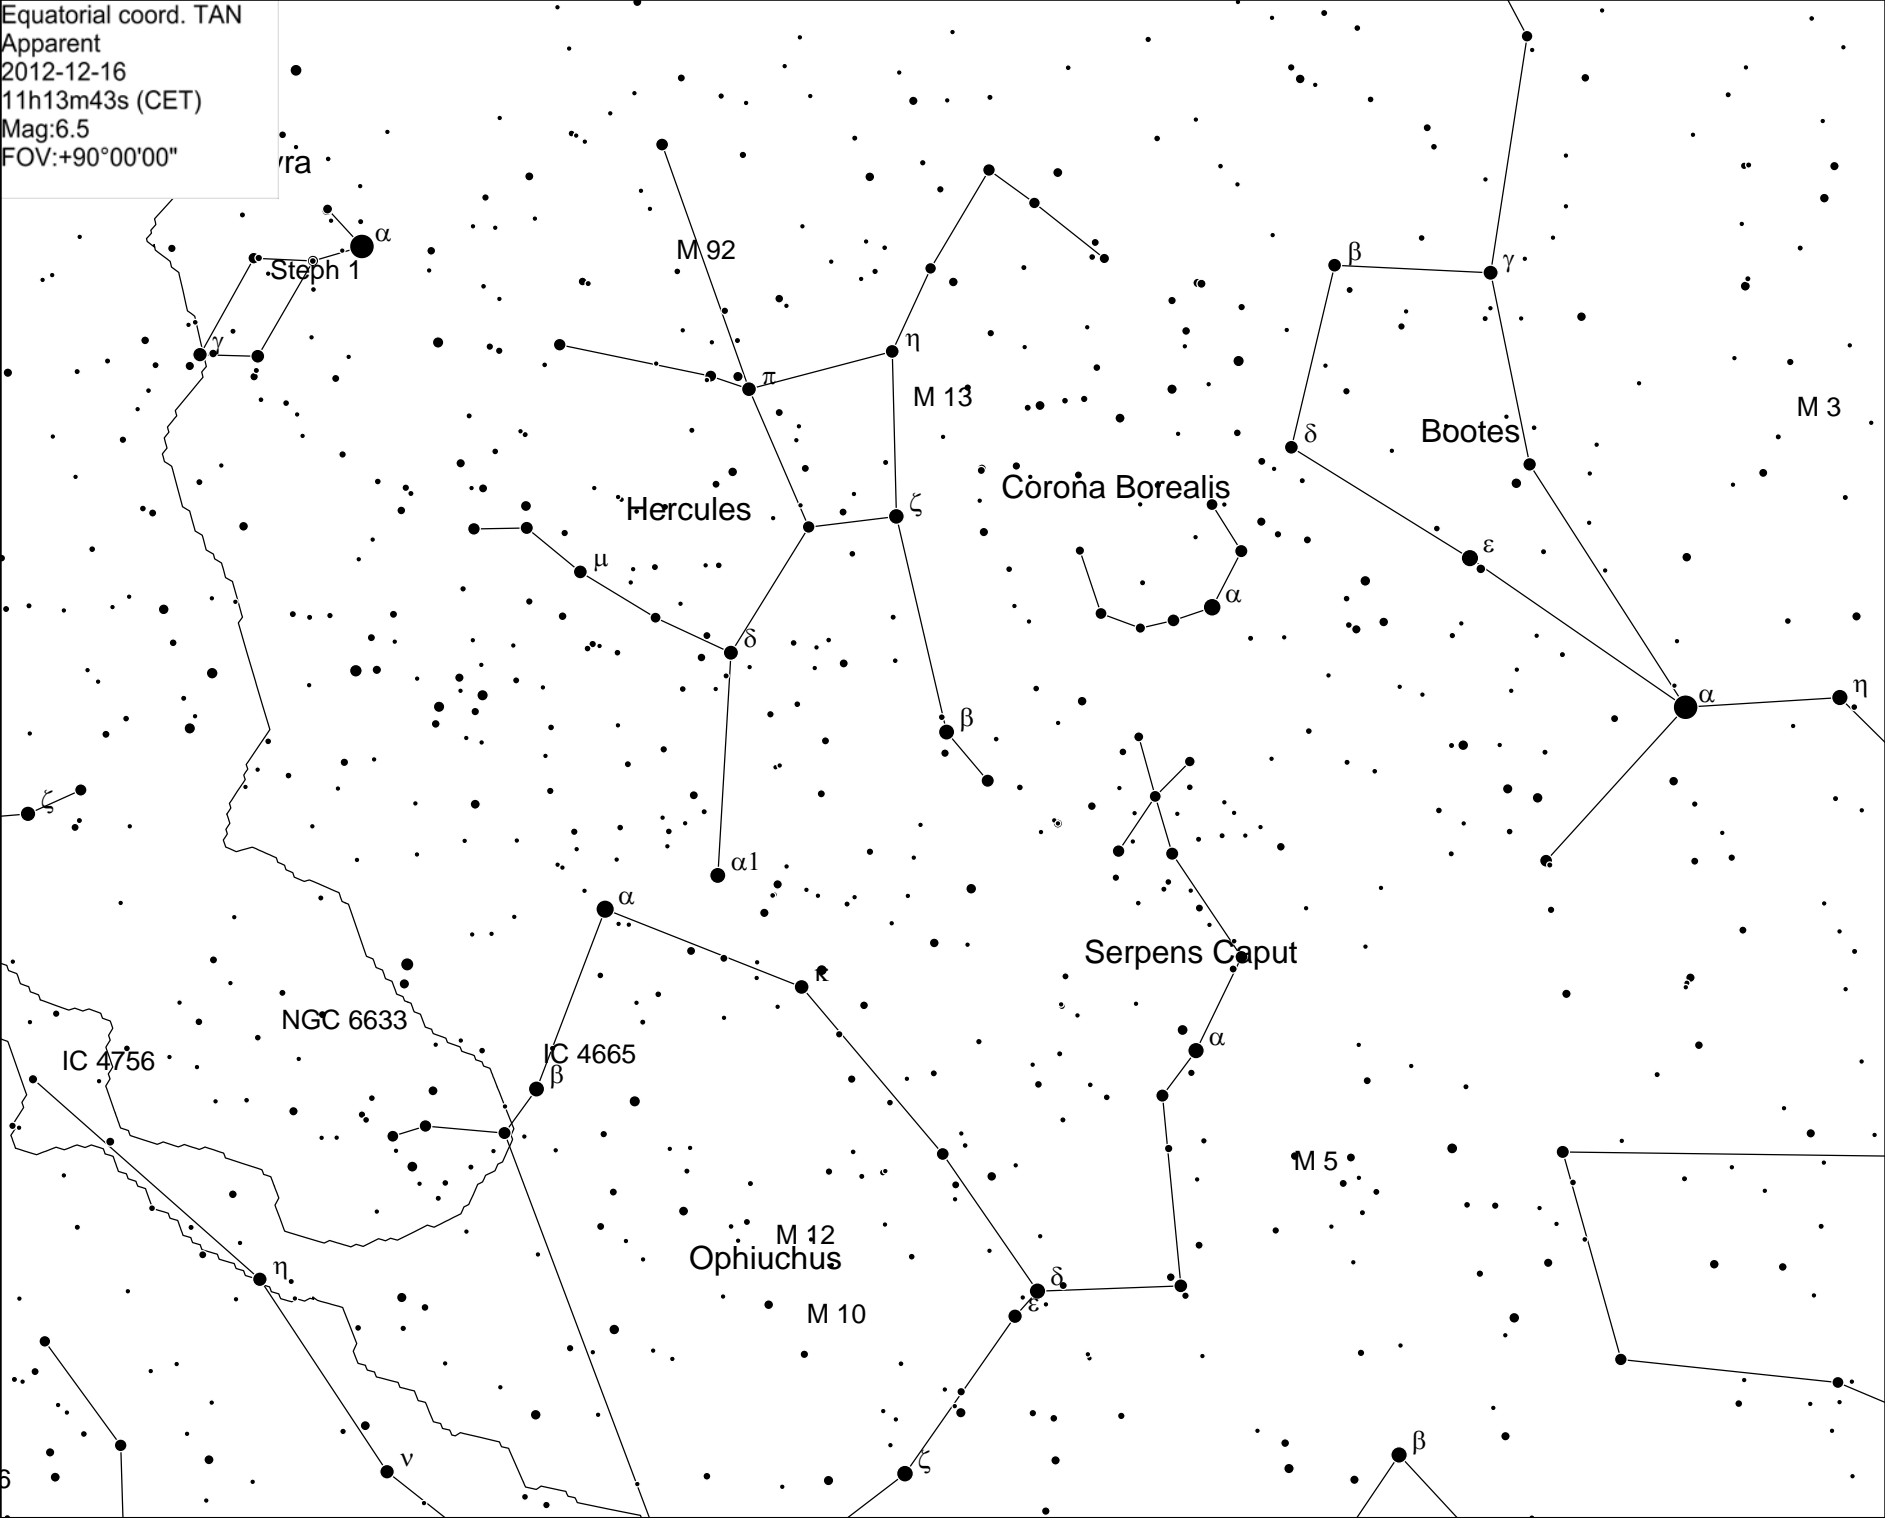 Equatorial coord. TAN
Apparent
2012-12-16
11h13m43s (CET)
Mag:6.5
FOV:+90°00'00"
yra
α
Steph 1
γ
M 92
β
γ
η
π
M 13
M 3
Bootes
δ
Corona Borealis
Hercules
ζ
ε
μ
α
δ
α
η
β
ζ
α1
α
Serpens Caput
κ
NGC 6633
α
IC 4665
IC 4756
β
M 5
M 12
Ophiuchus
η
δ
ε
M 10
β
ν
ζ
6